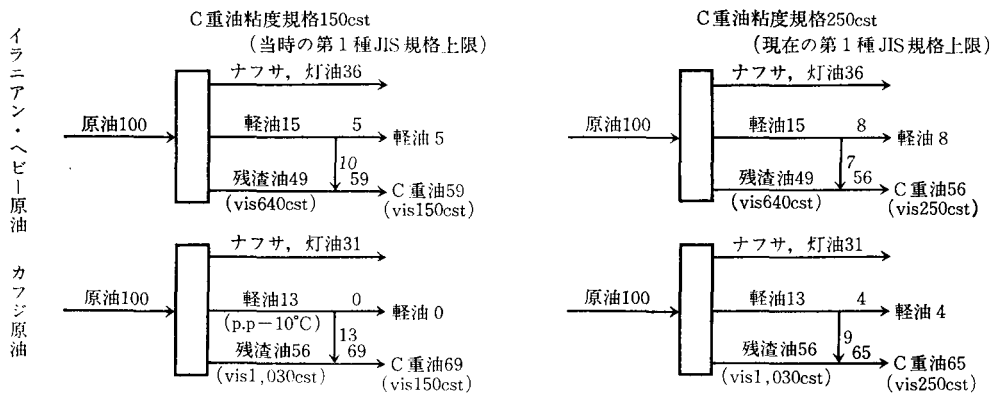 C重油粘度規格150cst
(当時の第1種JIS規格上限)
イラニアン・ヘビー原油
原油100
ナフサ，灯油36
軽油15
5
軽油5
10
残渣油49
59
(vis640cst)
C重油59
(vis150cst)
C重油粘度規格250cst
(現在の第1種JIS規格上限)
原油100
ナフサ，灯油36
軽油15
8
軽油8
7
残渣油49
56
(vis640cst)
C重油56
(vis250cst)
カフジ原油
原油100
ナフサ，灯油31
軽油13
0
軽油0
(p.p－10℃)
13
残渣油56
69
(vis1,030cst)
C重油69
(vis150cst)
原油100
ナフサ，灯油31
軽油13
4
軽油4
9
残渣油56
65
(vis1,030cst)
C重油65
(vis250cst)